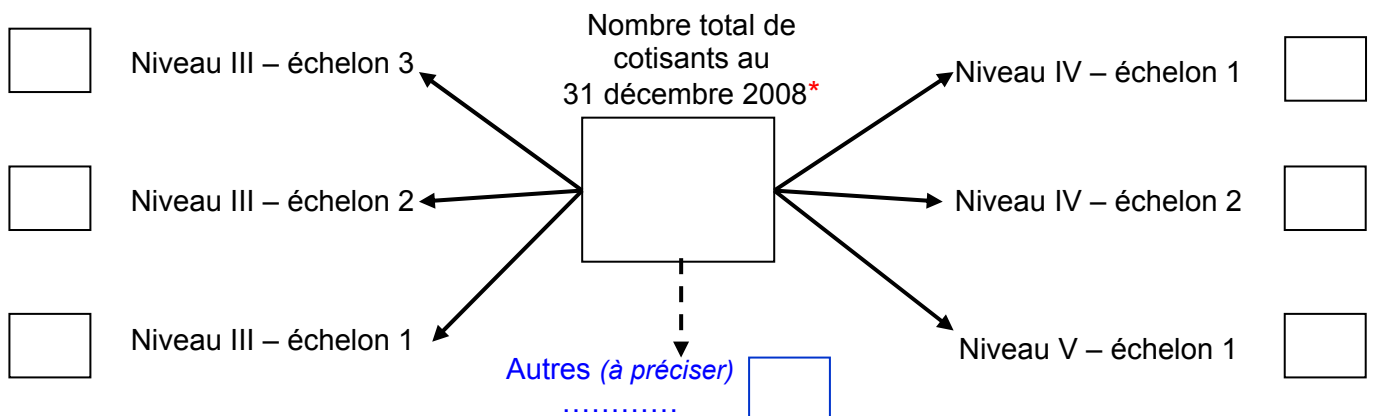 Nombre total de
cotisants au
31 décembre 2008*
Niveau III – échelon 3
Niveau III – échelon 2
Niveau III – échelon 1
Niveau IV – échelon 1
Niveau IV – échelon 2
Niveau V – échelon 1
Autres (à préciser)
............